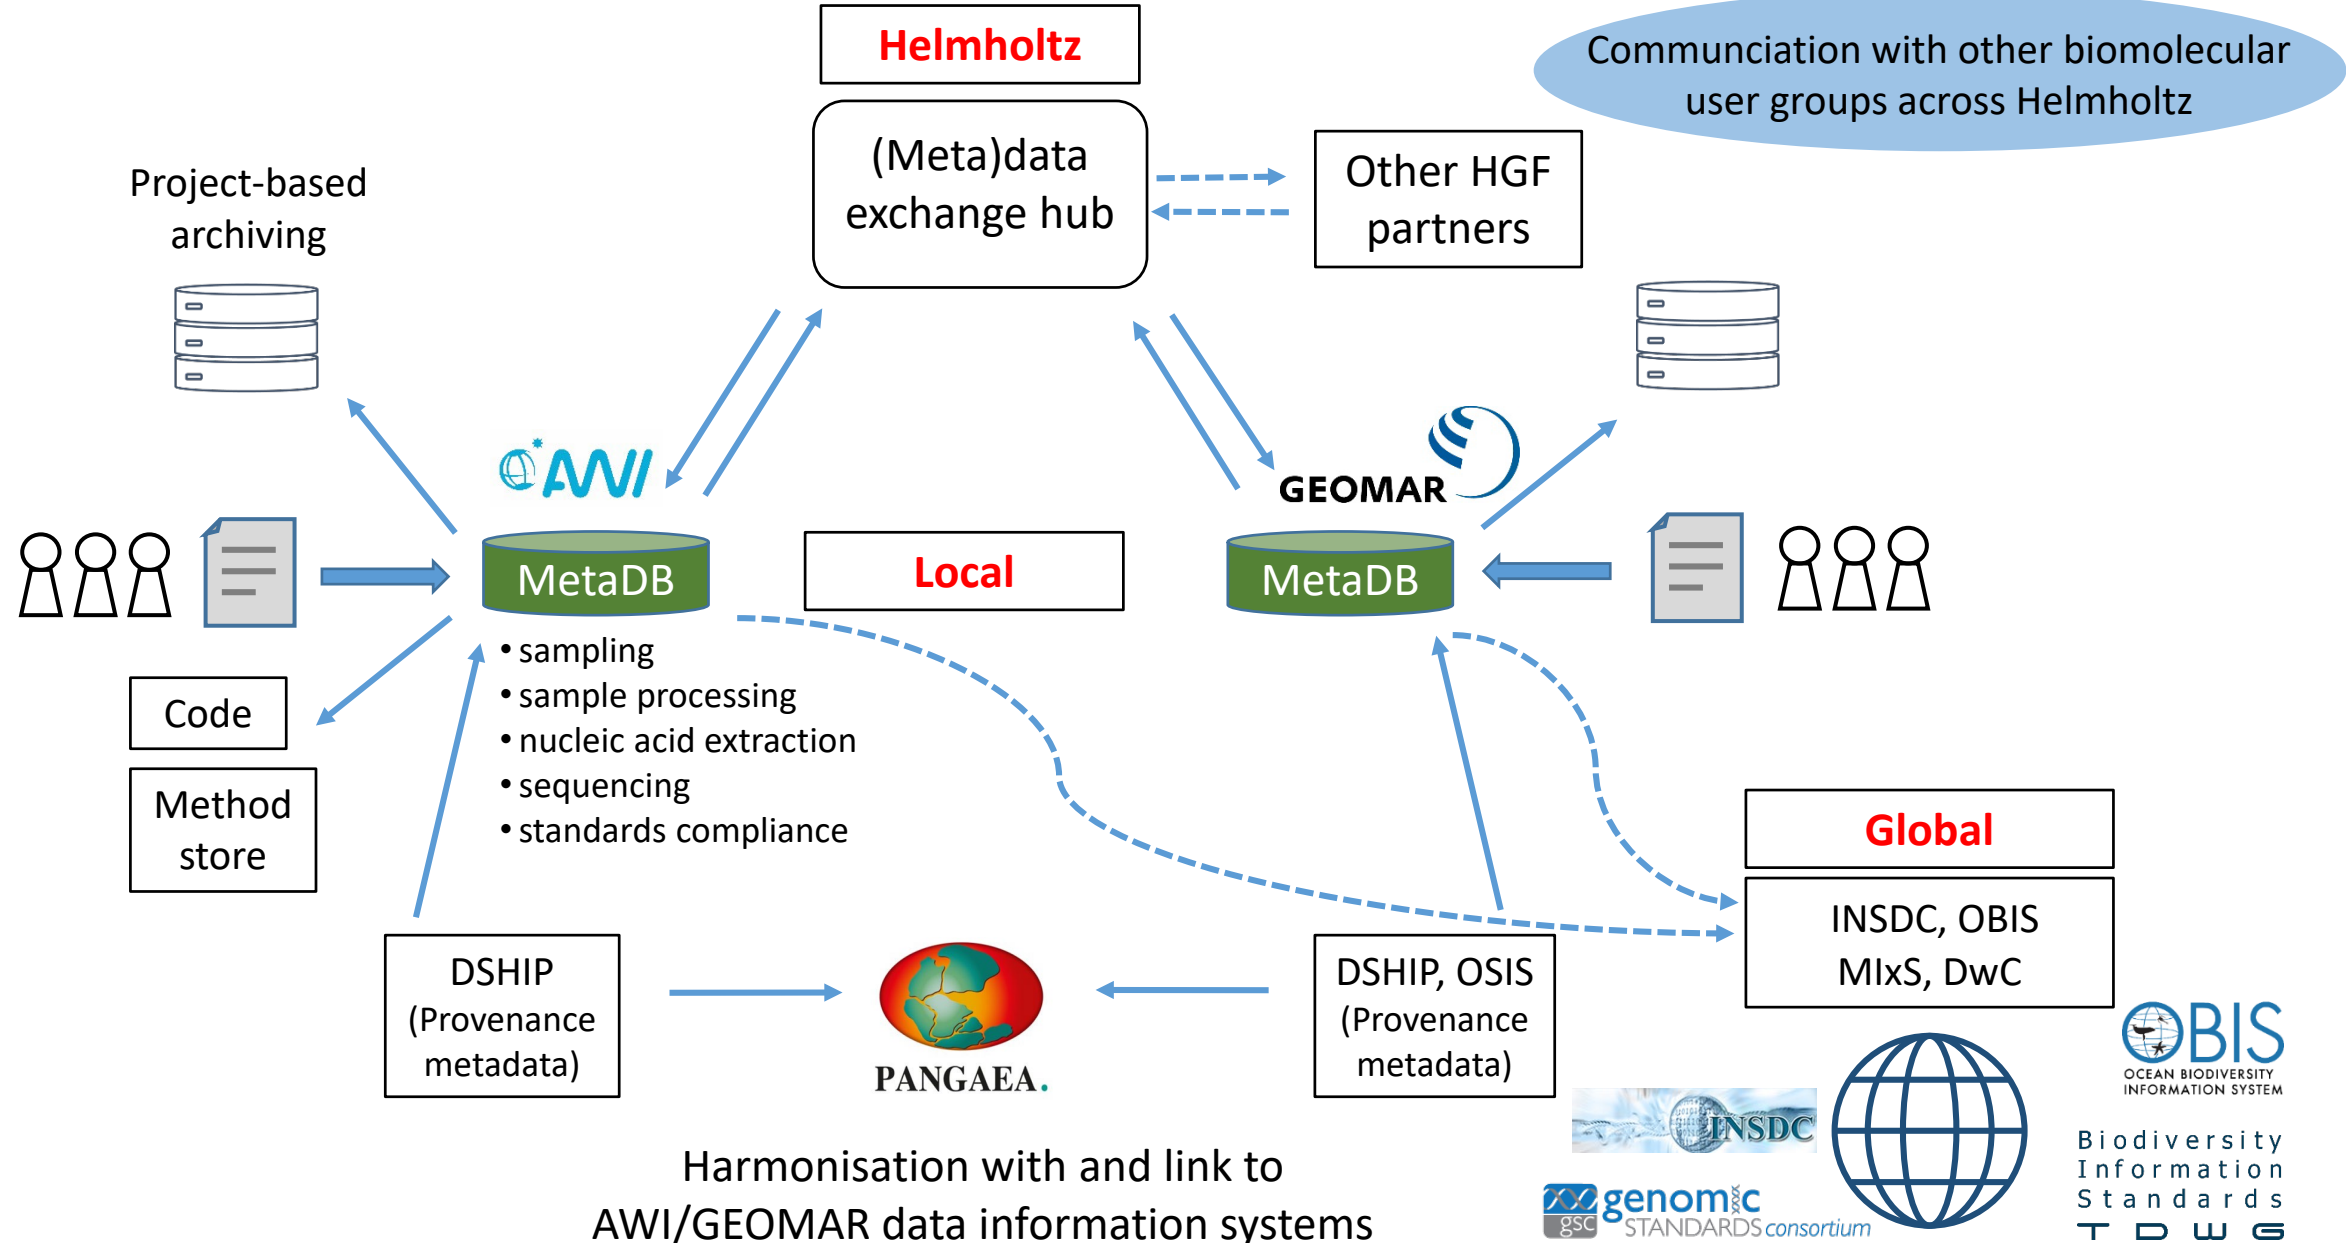 Helmholtz
Communciation with other biomolecular
user groups across Helmholtz
(Meta)data
exchange hub
Other HGF
partners
Project-based
archiving
AWI
GEOMAR
MetaDB
Local
MetaDB
• sampling
• sample processing
• nucleic acid extraction
• sequencing
• standards compliance
Code
Method
store
Global
INSDC, OBIS
MIxS, DwC
DSHIP
(Provenance
metadata)
PANGAEA.
DSHIP, OSIS
(Provenance
metadata)
OBIS
OCEAN BIODIVERSITY
INFORMATION SYSTEM
INSDC
Biodiversity
Information
Standards
TDWG
gsc
genomic
STANDARDS consortium
Harmonisation with and link to
AWI/GEOMAR data information systems